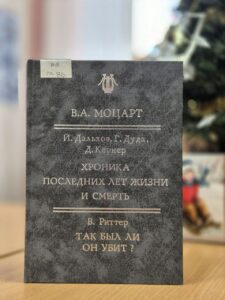 В.А. МОЦАРТ
И. Дальхов, Г. Дуда,
Д. Кернер
ХРОНИКА
ПОСЛЕДНИХ ЛЕТ ЖИЗНИ
И СМЕРТЬ
В. Риттер
ТАК БЫЛ ЛИ
ОН УБИТ?